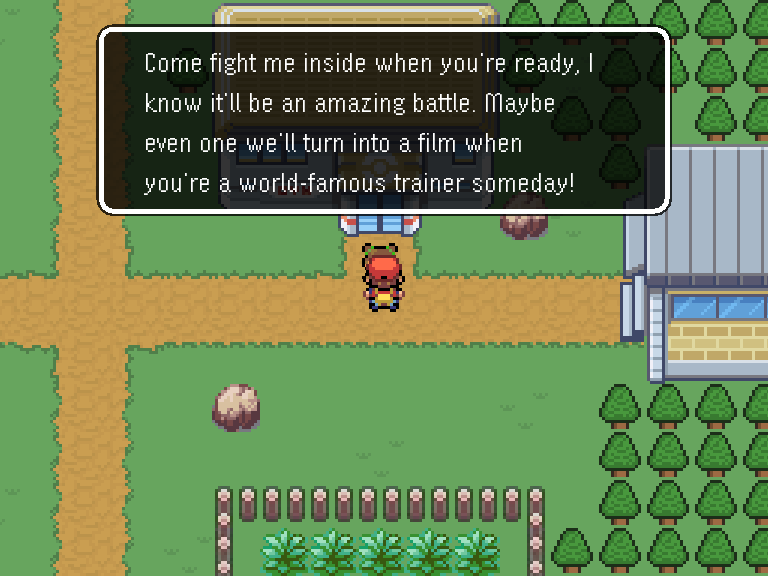 Come fight me inside when you're ready, I
know it'll be an amazing battle. Maybe
even one we'll turn into a film when
you're a world-famous trainer someday!